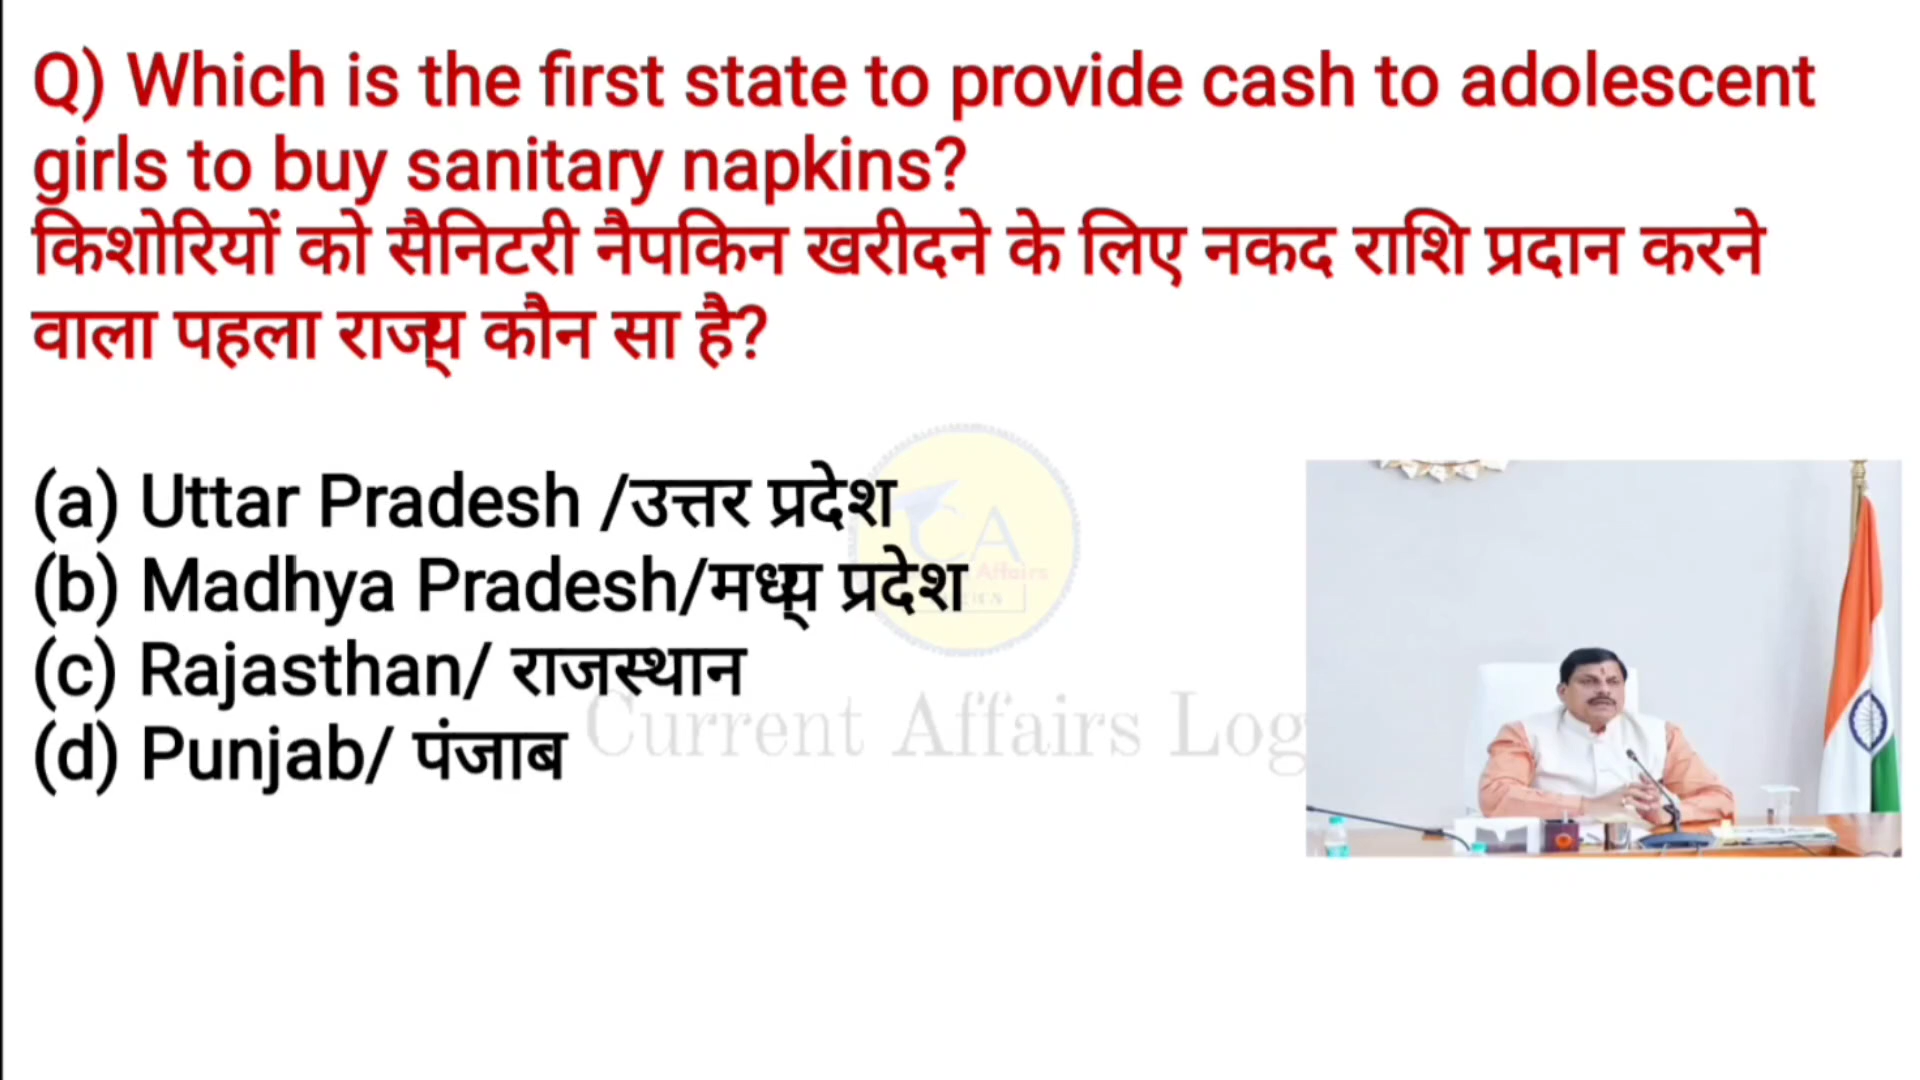 Q) Which is the first state to provide cash to adolescent
girls to buy sanitary napkins?
किशोरियों को सैनिटरी नैपकिन खरीदने के लिए नकद राशि प्रदान करने
वाला पहला राज्य कौन सा है?
(a) Uttar Pradesh /उत्तर प्रदेश
(b) Madhya Pradesh/मध्य प्रदेश
(c) Rajasthan/ राजस्थान
(d) Punjab/ पंजाब
CA
Affairs
Current Affairs Log